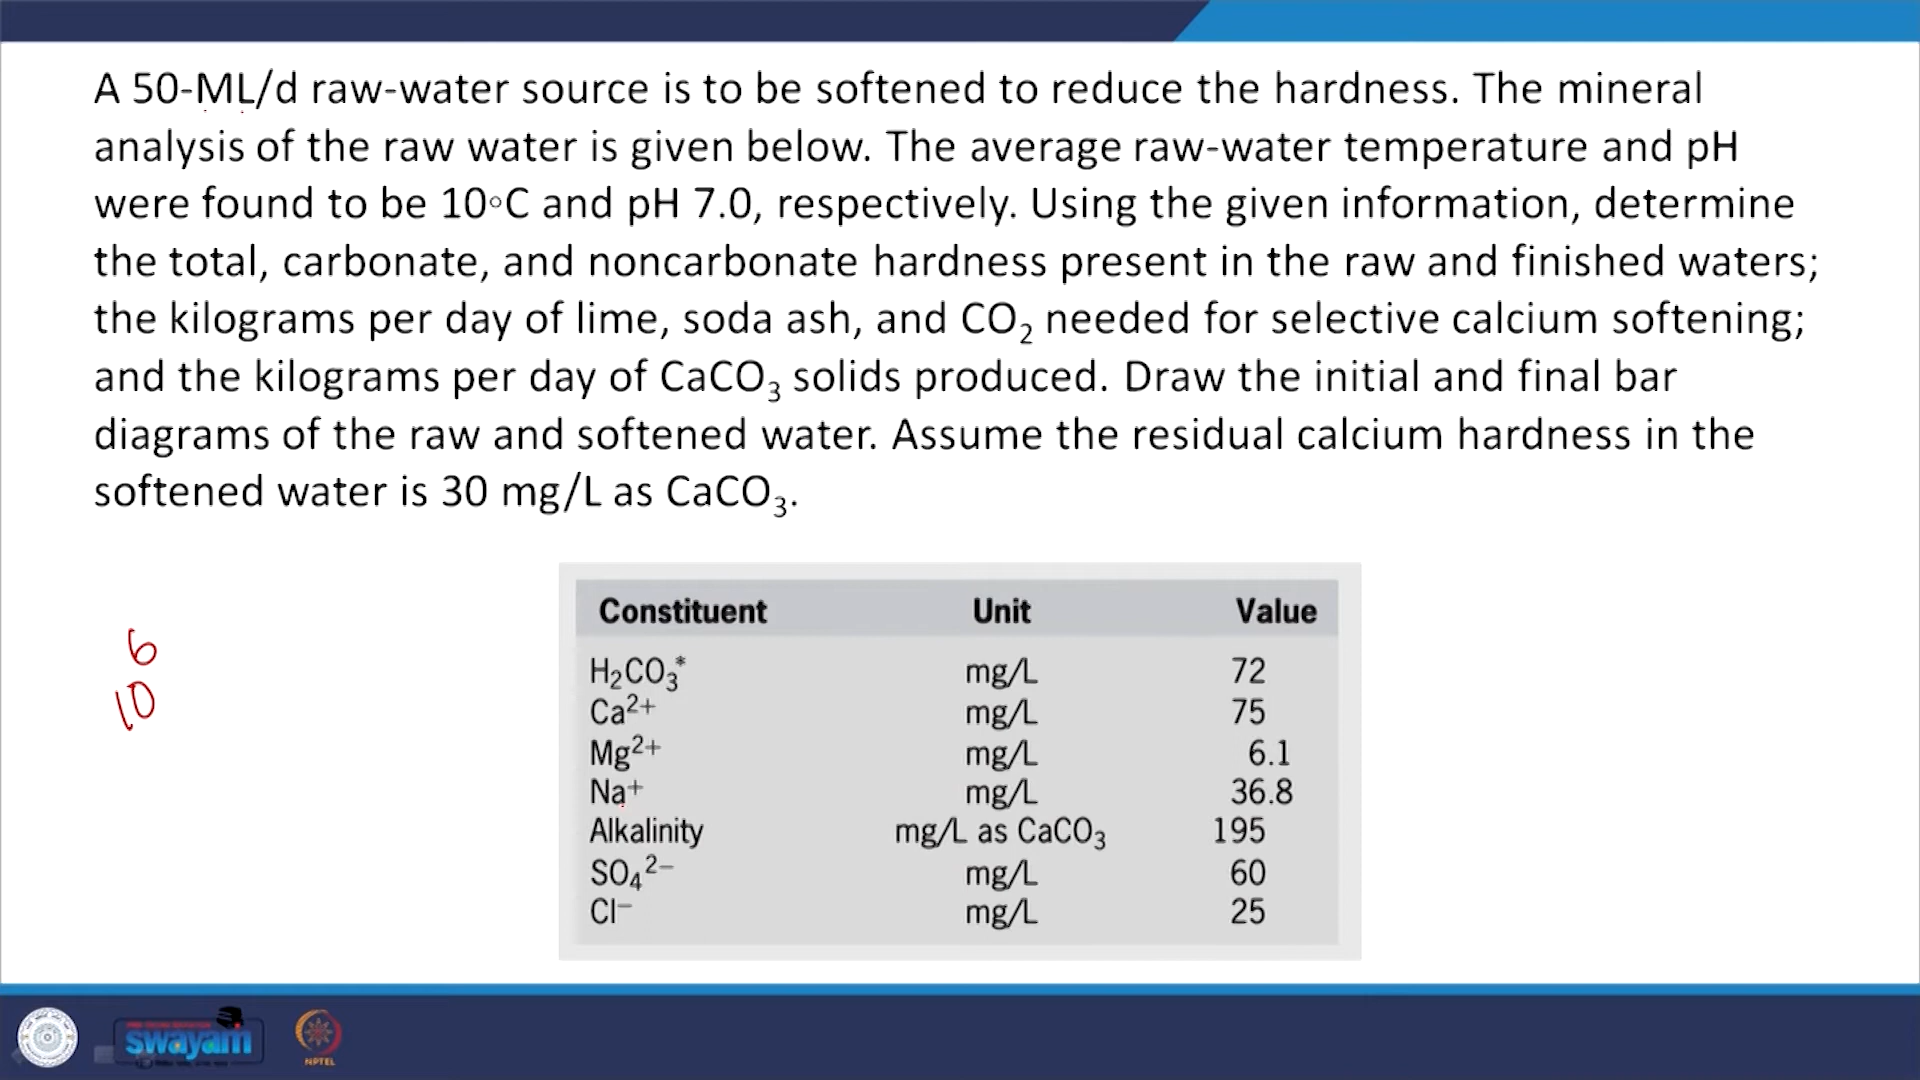 A 50-ML/d raw-water source is to be softened to reduce the hardness. The mineral
analysis of the raw water is given below. The average raw-water temperature and pH
were found to be 10◦C and pH 7.0, respectively. Using the given information, determine
the total, carbonate, and noncarbonate hardness present in the raw and finished waters;
the kilograms per day of lime, soda ash, and CO₂ needed for selective calcium softening;
and the kilograms per day of CaCO₃ solids produced. Draw the initial and final bar
diagrams of the raw and softened water. Assume the residual calcium hardness in the
softened water is 30 mg/L as CaCO₃.
Constituent Unit Value
H₂CO₃* mg/L 72
Ca²⁺ mg/L 75
Mg²⁺ mg/L 6.1
Na⁺ mg/L 36.8
Alkalinity mg/L as CaCO₃ 195
SO₄²⁻ mg/L 60
Cl⁻ mg/L 25
6
10
swayam
NPTEL